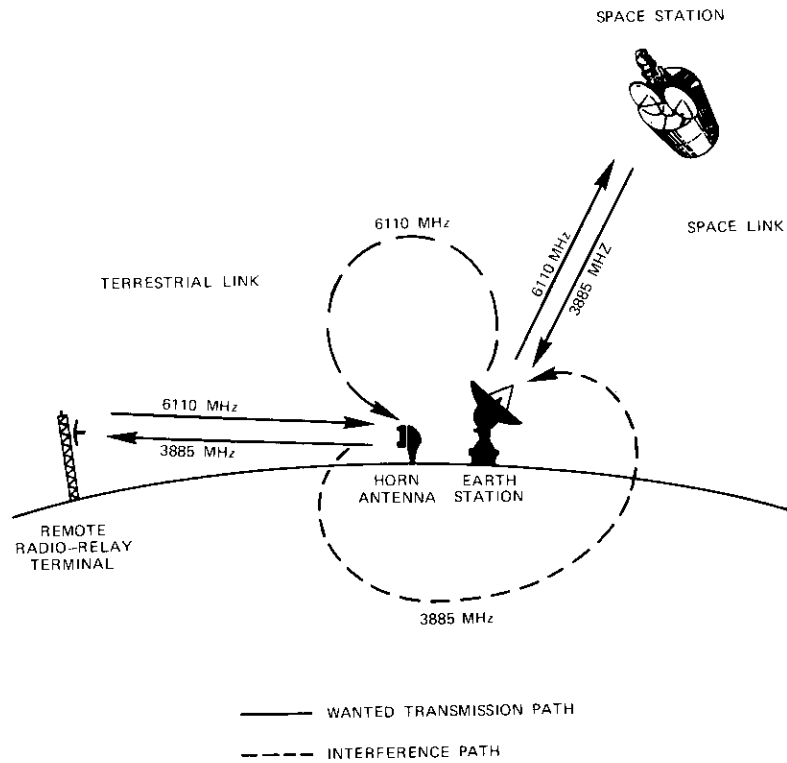 SPACE STATION
6110 MHz
SPACE LINK
6110 MHz
3885 MHZ
TERRESTRIAL LINK
6110 MHz
3885 MHz
HORN
ANTENNA
EARTH
STATION
REMOTE
RADIO-RELAY
TERMINAL
3885 MHz
WANTED TRANSMISSION PATH
INTERFERENCE PATH